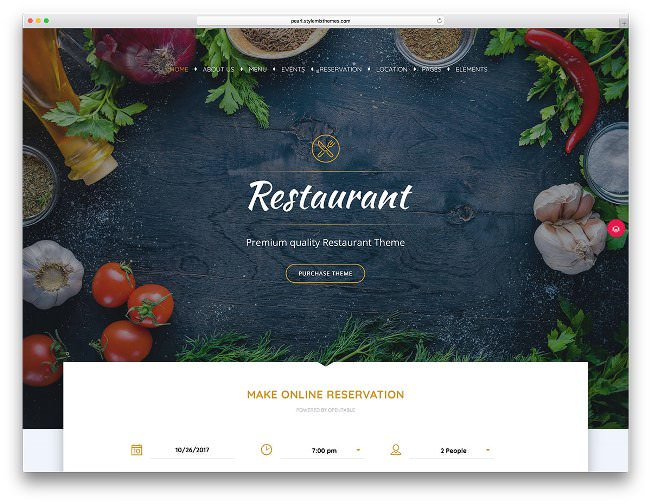 pearl.stylemixthemes.com
HOME ABOUT US MENU EVENTS RESERVATION LOCATION PAGES ELEMENTS
Restaurant
Premium quality Restaurant Theme
PURCHASE THEME
MAKE ONLINE RESERVATION
POWERED BY OPENTABLE
10
10/26/2017
7:00 pm
2 People